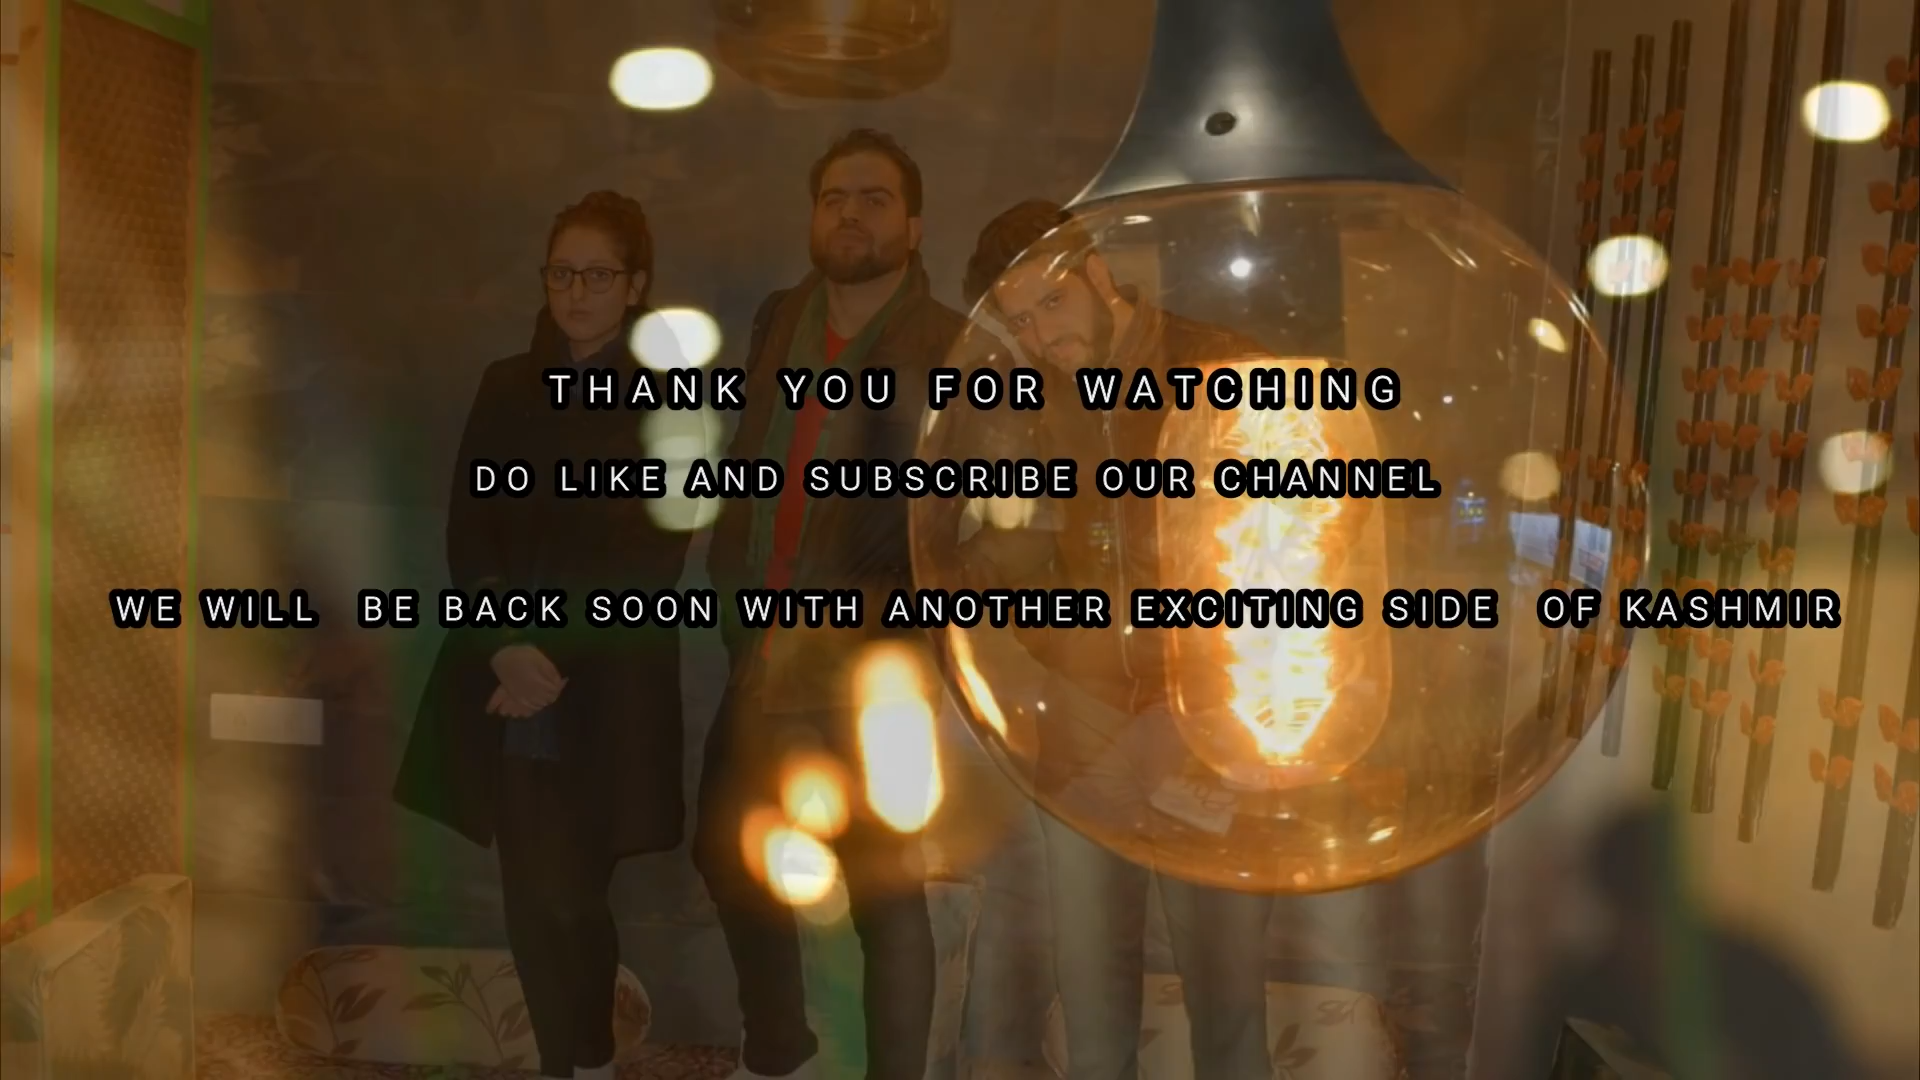 THANK YOU FOR WATCHING
DO LIKE AND SUBSCRIBE OUR CHANNEL
WE WILL BE BACK SOON WITH ANOTHER EXCITING SIDE OF KASHMIR